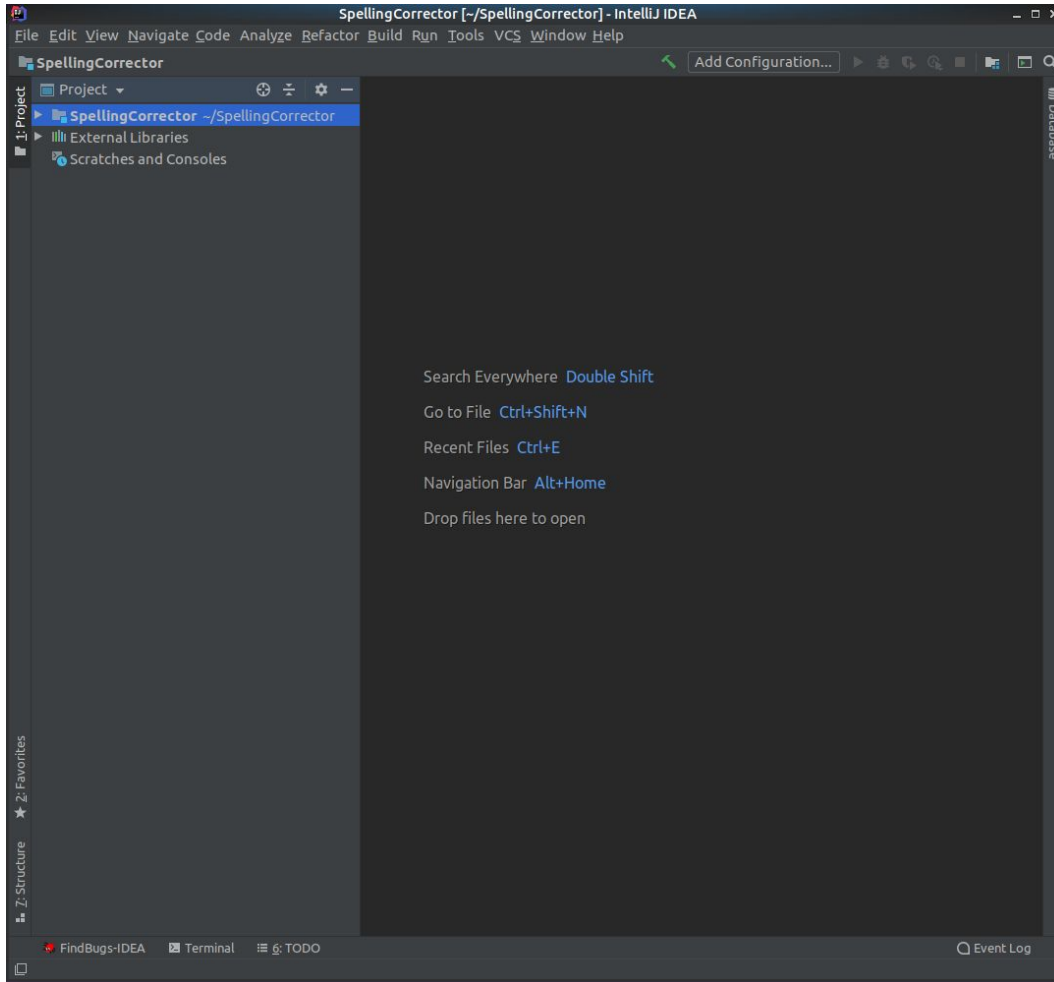 SpellingCorrector [~/SpellingCorrector] - IntelliJ IDEA
File Edit View Navigate Code Analyze Refactor Build Run Tools VCS Window Help
SpellingCorrector
Add Configuration...
1: Project
Project
SpellingCorrector ~/SpellingCorrector
External Libraries
Scratches and Consoles
Database
Search Everywhere Double Shift
Go to File Ctrl+Shift+N
Recent Files Ctrl+E
Navigation Bar Alt+Home
Drop files here to open
2: Favorites
7: Structure
FindBugs-IDEA Terminal 6: TODO Event Log